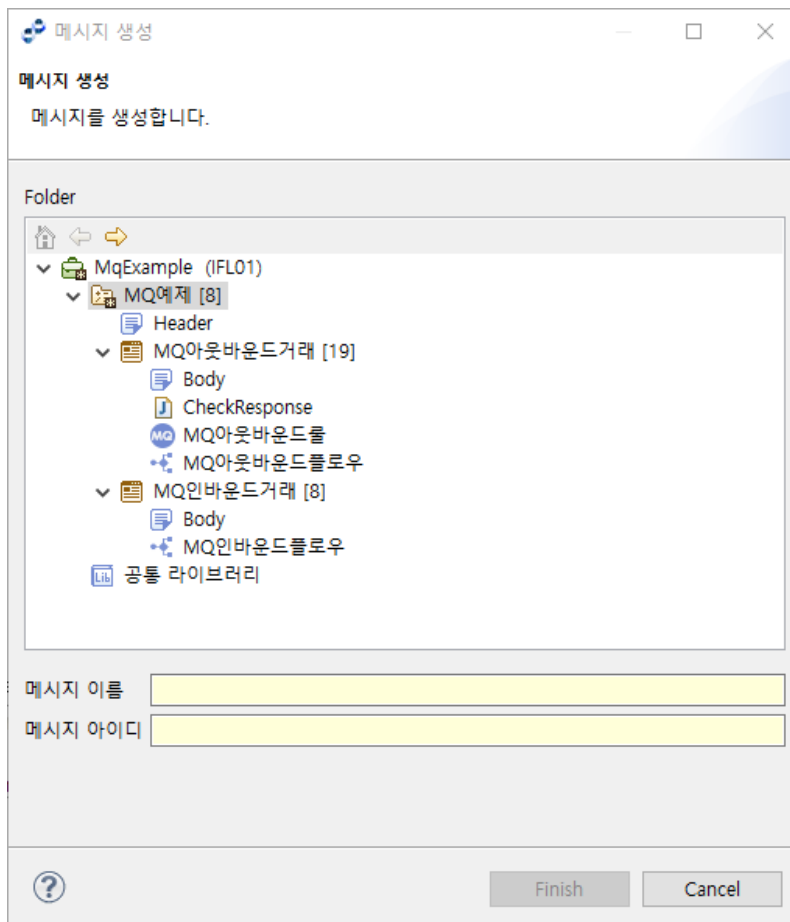 메시지 생성
메시지 생성
메시지를 생성합니다.
Folder
MqExample (IFL01)
MQ예제 [8]
Header
MQ아웃바운드거래 [19]
Body
CheckResponse
MQ MQ아웃바운드룰
MQ아웃바운드플로우
MQ인바운드거래 [8]
Body
MQ인바운드플로우
Lib 공통 라이브러리
메시지 이름
메시지 아이디
Finish Cancel